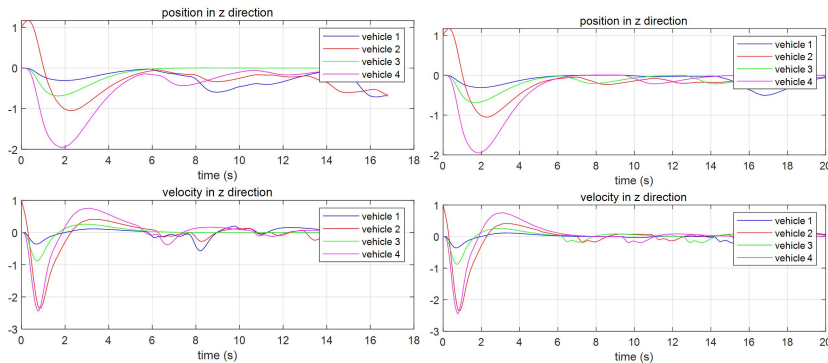 position in z direction
1
0
-1
-2
vehicle 1
vehicle 2
vehicle 3
vehicle 4
0 2 4 6 8 10 12 14 16 18
time (s)
velocity in z direction
1
0
-1
-2
-3
vehicle 1
vehicle 2
vehicle 3
vehicle 4
0 2 4 6 8 10 12 14 16 18
time (s)
position in z direction
1
0
-1
-2
vehicle 1
vehicle 2
vehicle 3
vehicle 4
0 2 4 6 8 10 12 14 16 18 20
time (s)
velocity in z direction
1
0
-1
-2
-3
vehicle 1
vehicle 2
vehicle 3
vehicle 4
0 2 4 6 8 10 12 14 16 18 20
time (s)